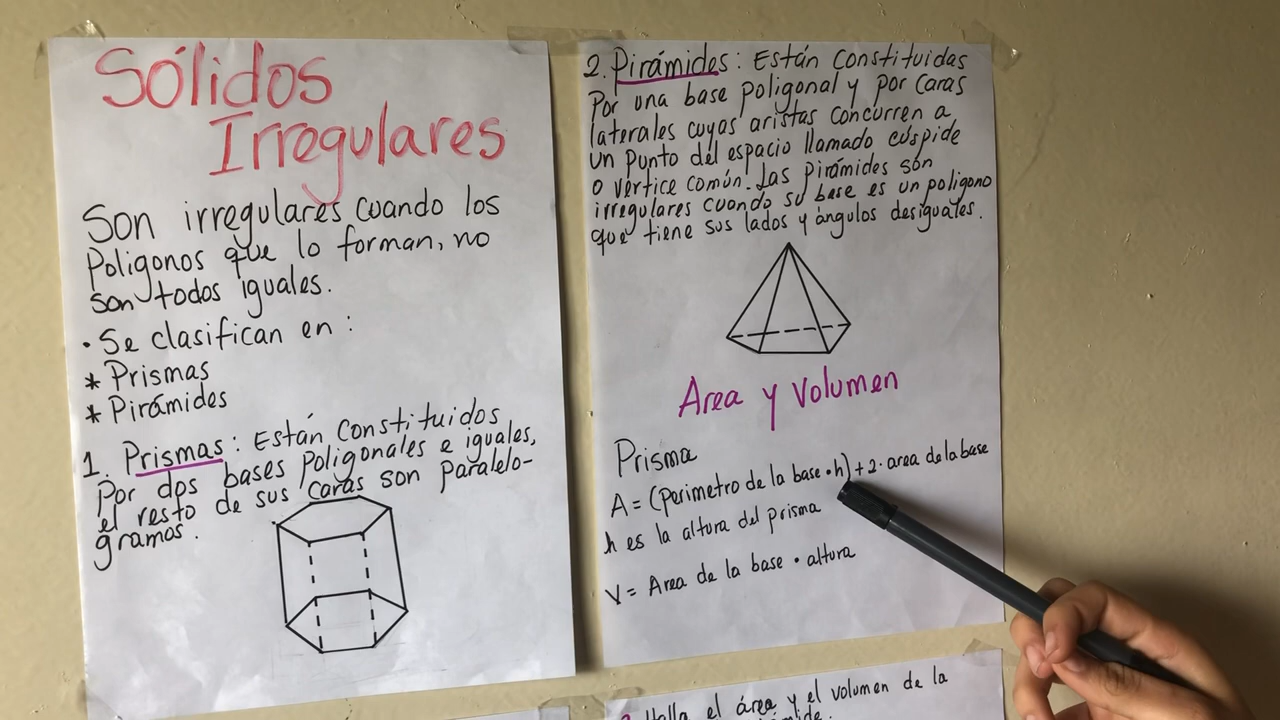 Sólidos
Irregulares
Son irregulares cuando los
Poligonos que lo forman, no
son todos iguales.
• Se clasifican en :
* Prismas
* Pirámides
1. Prismas : Están Constituidos
Por dos bases Poligonales e iguales,
el resto de sus caras son paralelo-
gramos.
2. Pirámides : Están Constituidas
Por una base poligonal y por caras
laterales cuyas aristas concurren a
un punto del espacio llamado cúspide
o vértice común. Las pirámides són
irregulares cuando su base es un poligono
que tiene sus lados y ángulos desiguales.
Area y Volumen
Prisma
A = (Perimetro de la base • h) + 2 · area de la base
h es la altura del prisma
V = Area de la base • altura
Halla el área y el volumen de la